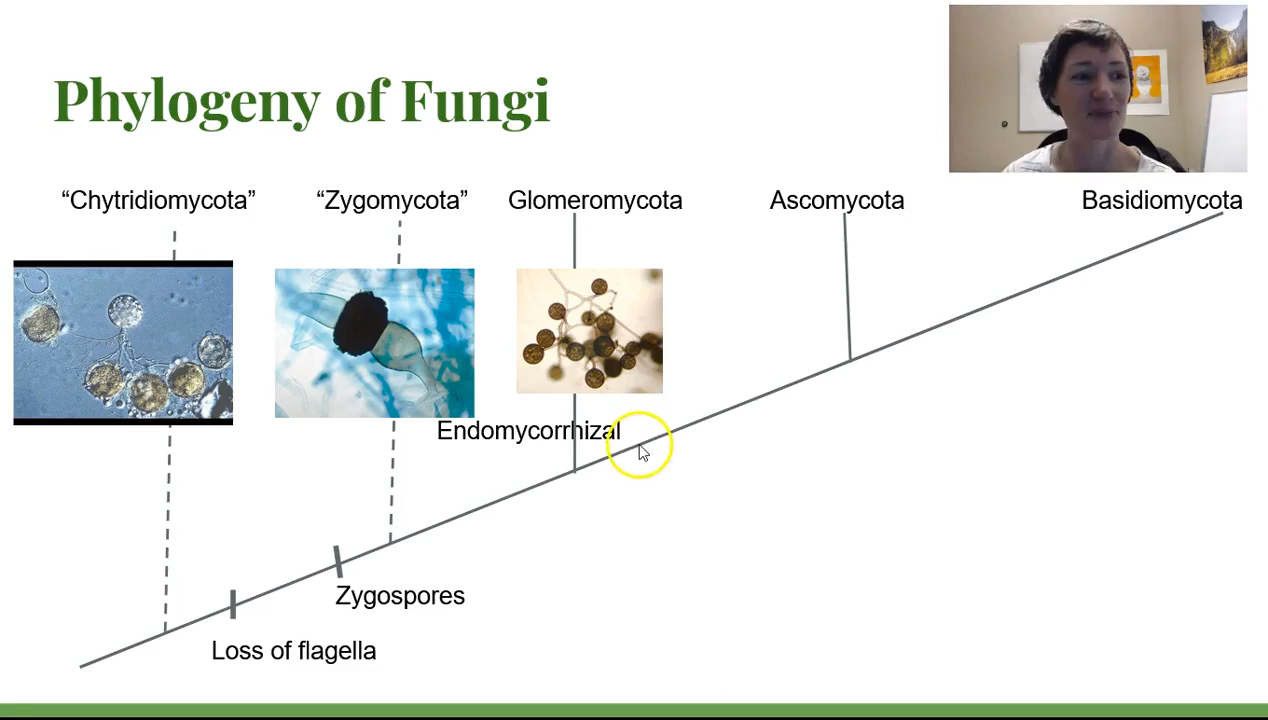 Phylogeny of Fungi
“Chytridiomycota”
“Zygomycota”
Glomeromycota
Ascomycota
Basidiomycota
Endomycorrhizal
Zygospores
Loss of flagella